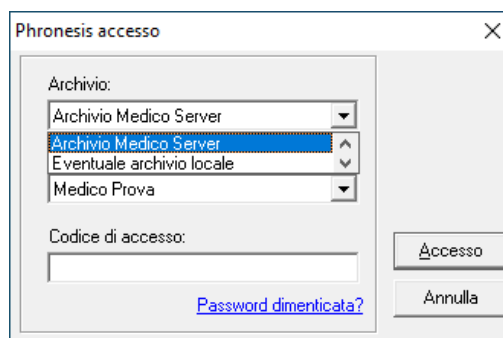 Phronesis accesso
Archivio:
Archivio Medico Server
Archivio Medico Server
Eventuale archivio locale
Medico Prova
Codice di accesso:
Accesso
Password dimenticata?
Annulla